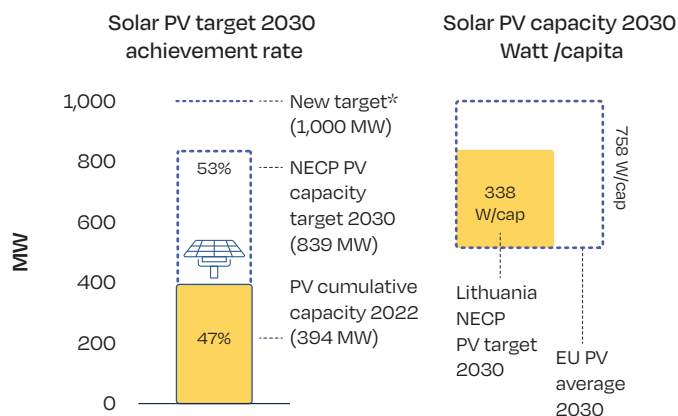 Solar PV target 2030
achievement rate
MW
1,000
800
600
400
200
0
53%
47%
New target*
(1,000 MW)
NECP PV
capacity
target 2030
(839 MW)
PV cumulative
capacity 2022
(394 MW)
Solar PV capacity 2030
Watt /capita
338
W/cap
758 W/cap
Lithuania
NECP
PV target
2030
EU PV
average
2030